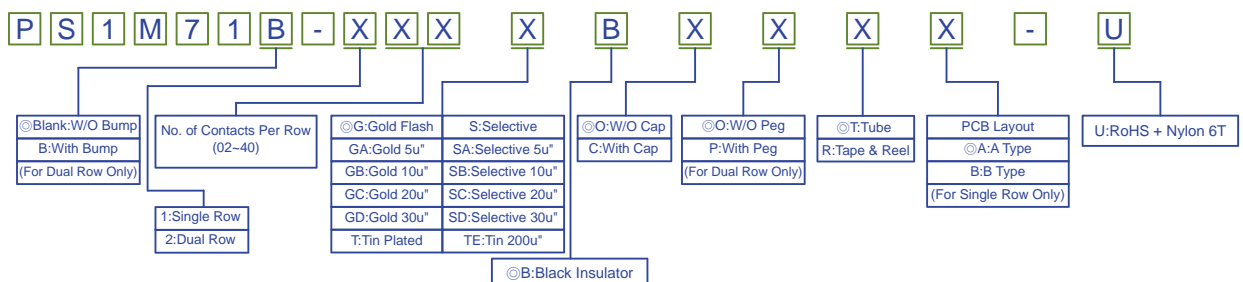 PS1M71B-XXX X B X X X X - U
◎Blank:W/O Bump
B:With Bump
(For Dual Row Only)
1:Single Row
2:Dual Row
No. of Contacts Per Row
(02~40)
◎G:Gold Flash
GA:Gold 5u"
GB:Gold 10u"
GC:Gold 20u"
GD:Gold 30u"
T:Tin Plated
S:Selective
SA:Selective 5u"
SB:Selective 10u"
SC:Selective 20u"
SD:Selective 30u"
TE:Tin 200u"
◎B:Black Insulator
◎O:W/O Cap
C:With Cap
◎O:W/O Peg
P:With Peg
(For Dual Row Only)
◎T:Tube
R:Tape & Reel
PCB Layout
◎A:A Type
B:B Type
(For Single Row Only)
U:RoHS + Nylon 6T